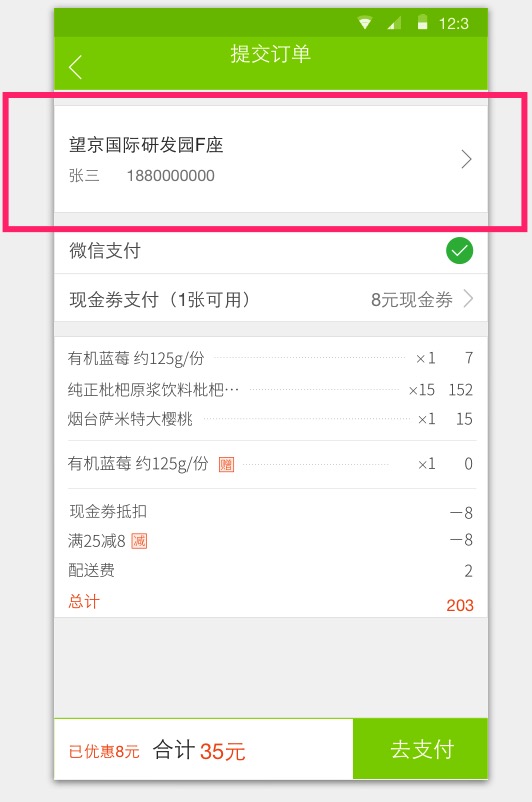 12:3
提交订单
望京国际研发园F座
张三 1880000000
微信支付
现金券支付（1张可用） 8元现金券
有机蓝莓 约125g/份 ×1 7
纯正枇杷原浆饮料枇杷… ×15 152
烟台萨米特大樱桃 ×1 15
有机蓝莓 约125g/份 赠 ×1 0
现金券抵扣 －8
满25减8 减 －8
配送费 2
总计 203
已优惠8元 合计 35元 去支付